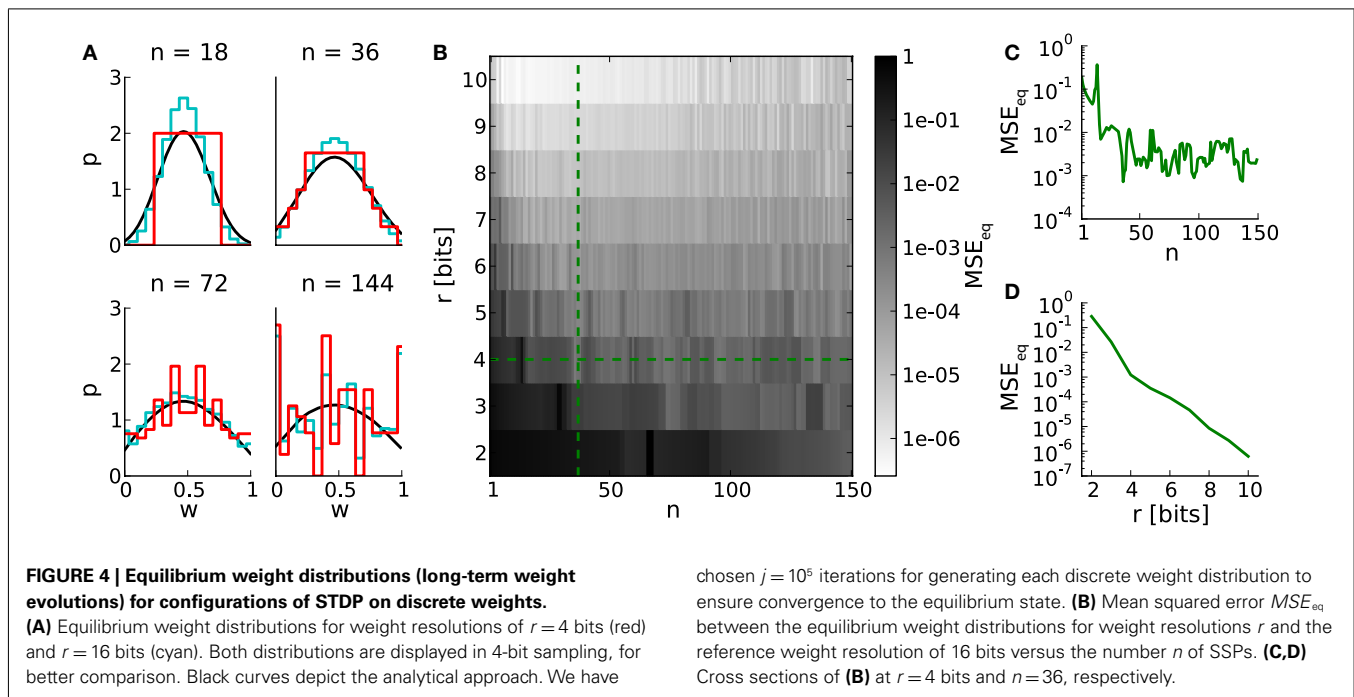 A
n = 18
n = 36
p
3
2
1
0
n = 72
n = 144
p
3
2
1
0
0 0.5 1
w
0 0.5 1
w
B
r [bits]
10
9
8
7
6
5
4
3
2
1 50 100 150
n
1
1e-01
1e-02
1e-03
1e-04
1e-05
1e-06
MSE_eq
C
MSE_eq
10^0
10^-1
10^-2
10^-3
10^-4
1 50 100 150
n
D
MSE_eq
10^0
10^-1
10^-2
10^-3
10^-4
10^-5
10^-6
10^-7
2 4 6 8 10
r [bits]
FIGURE 4 | Equilibrium weight distributions (long-term weight
evolutions) for configurations of STDP on discrete weights.
(A) Equilibrium weight distributions for weight resolutions of r = 4 bits (red)
and r = 16 bits (cyan). Both distributions are displayed in 4-bit sampling, for
better comparison. Black curves depict the analytical approach. We have
chosen j = 10^5 iterations for generating each discrete weight distribution to
ensure convergence to the equilibrium state. (B) Mean squared error MSE_eq
between the equilibrium weight distributions for weight resolutions r and the
reference weight resolution of 16 bits versus the number n of SSPs. (C,D)
Cross sections of (B) at r = 4 bits and n = 36, respectively.